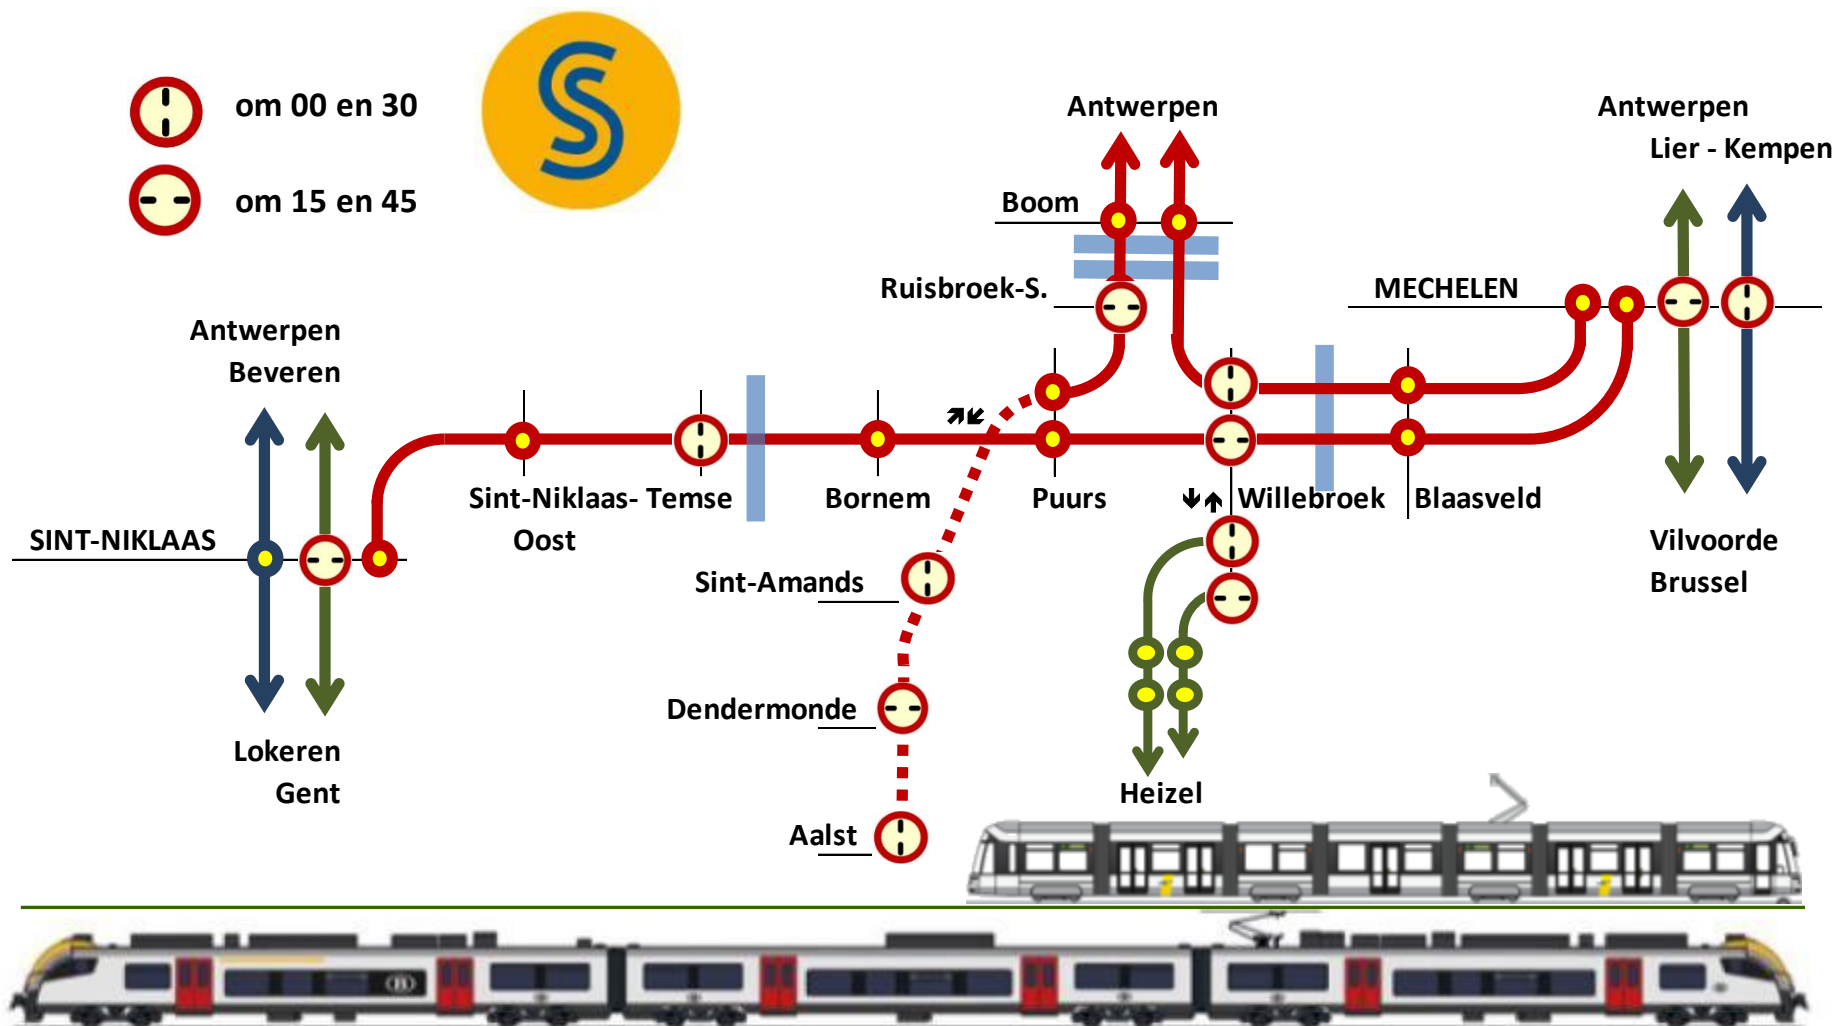 om 00 en 30
om 15 en 45
S
Antwerpen
Antwerpen
Lier - Kempen
Boom
Ruisbroek-S.
MECHELEN
Antwerpen
Beveren
SINT-NIKLAAS
Sint-Niklaas-
Oost
Temse
Bornem
Puurs
Willebroek
Blaasveld
Vilvoorde
Brussel
Sint-Amands
Dendermonde
Aalst
Lokeren
Gent
Heizel
B